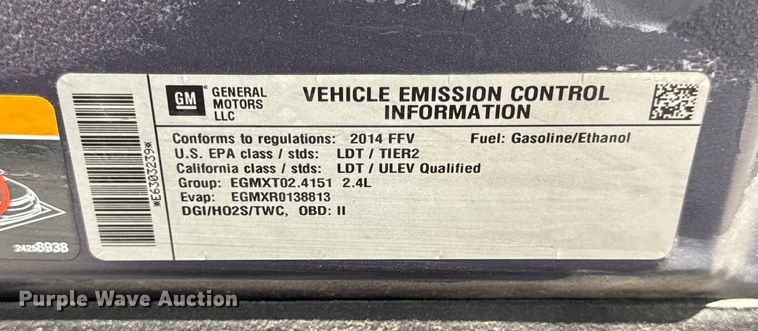 GM
GENERAL MOTORS LLC
VEHICLE EMISSION CONTROL INFORMATION
Conforms to regulations: 2014 FFV Fuel: Gasoline/Ethanol
U.S. EPA class / stds: LDT / TIER2
California class / stds: LDT / ULEV Qualified
Group: EGMXT02.4151 2.4L
Evap: EGMXR0138813
DGI/HO2S/TWC, OBD: II
*E6303239*
24258938
Purple Wave Auction